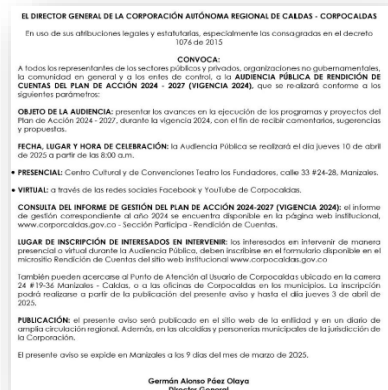 EL DIRECTOR GENERAL DE LA CORPORACIÓN AUTÓNOMA REGIONAL DE CALDAS - CORPOCALDAS
En uso de sus atribuciones legales y estatutarias, especialmente las consagradas en el decreto
1076 de 2015
CONVOCA:
A todos los representantes de los sectores públicos y privados, organizaciones no gubernamentales,
la comunidad en general y a los entes de control, a la AUDIENCIA PÚBLICA DE RENDICIÓN DE
CUENTAS DEL PLAN DE ACCIÓN 2024 - 2027 (VIGENCIA 2024), que se realizará conforme a los
siguientes parámetros:
OBJETO DE LA AUDIENCIA: presentar los avances en la ejecución de los programas y proyectos del
Plan de Acción 2024 - 2027, durante la vigencia 2024, con el fin de recibir comentarios, sugerencias
y propuestas.
FECHA, LUGAR Y HORA DE CELEBRACIÓN: la Audiencia Pública se realizará el día jueves 10 de abril
de 2025 a partir de las 8:00 a.m.
• PRESENCIAL: Centro Cultural y de Convenciones Teatro los Fundadores, calle 33 #24-28, Manizales.
• VIRTUAL: a través de las redes sociales Facebook y YouTube de Corpocaldas.
CONSULTA DEL INFORME DE GESTIÓN DEL PLAN DE ACCIÓN 2024-2027 (VIGENCIA 2024): el informe
de gestión correspondiente al año 2024 se encuentra disponible en la página web institucional,
www.corpocaldas.gov.co - Sección Participa - Rendición de Cuentas.
LUGAR DE INSCRIPCIÓN DE INTERESADOS EN INTERVENIR: los interesados en intervenir de manera
presencial o virtual durante la Audiencia Pública, deben inscribirse en el formulario disponible en el
micrositio Rendición de Cuentas del sitio web institucional www.corpocaldas.gov.co
También pueden acercarse al Punto de Atención al Usuario de Corpocaldas ubicado en la carrera
24 #19-36 Manizales - Caldas, o a las oficinas de Corpocaldas en los municipios. La inscripción
podrá realizarse a partir de la publicación del presente aviso y hasta el día jueves 3 de abril de
2025.
PUBLICACIÓN: el presente aviso será publicado en el sitio web de la entidad y en un diario de
amplia circulación regional. Además, en las alcaldías y personerías municipales de la jurisdicción de
la Corporación.
El presente aviso se expide en Manizales a los 9 días del mes de marzo de 2025.
Germán Alonso Páez Olaya
Director General